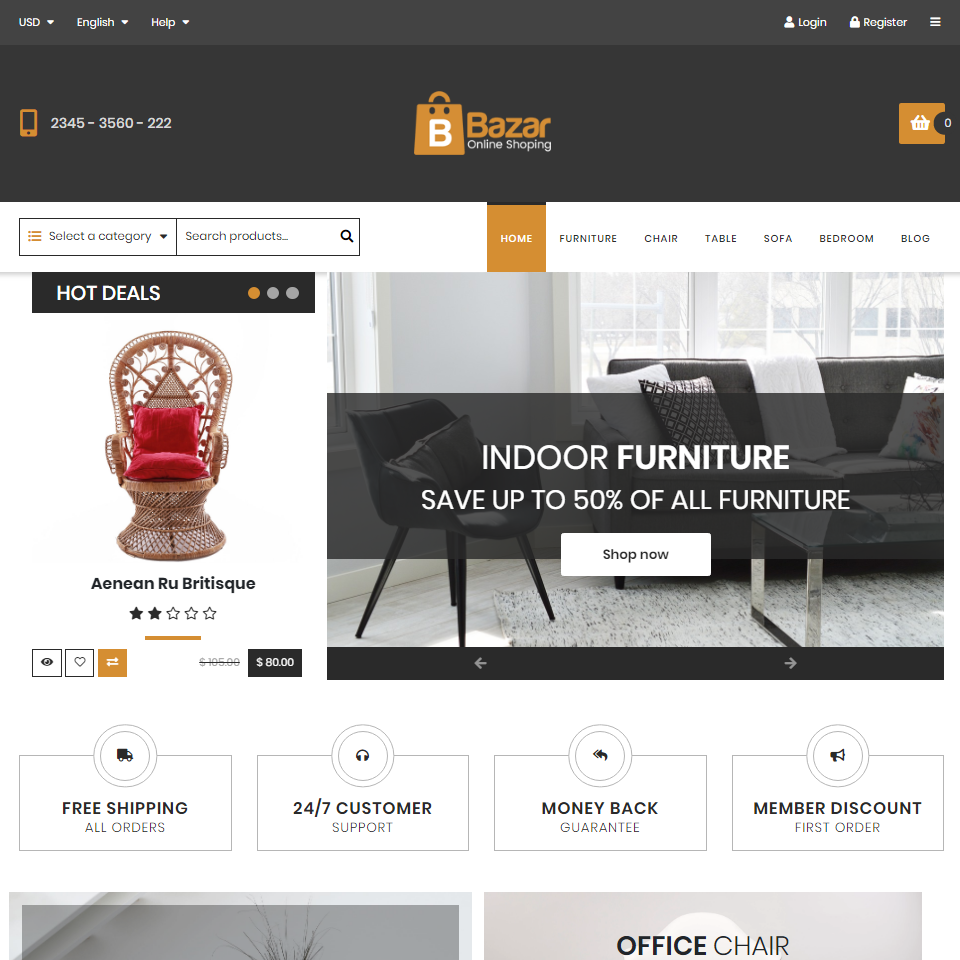 USD English Help Login Register
2345 - 3560 - 222
B Bazar
Online Shoping
0
Select a category Search products...
HOME FURNITURE CHAIR TABLE SOFA BEDROOM BLOG
HOT DEALS
Aenean Ru Britisque
$ 105.00 $ 80.00
INDOOR FURNITURE
SAVE UP TO 50% OF ALL FURNITURE
Shop now
FREE SHIPPING
ALL ORDERS
24/7 CUSTOMER
SUPPORT
MONEY BACK
GUARANTEE
MEMBER DISCOUNT
FIRST ORDER
OFFICE CHAIR